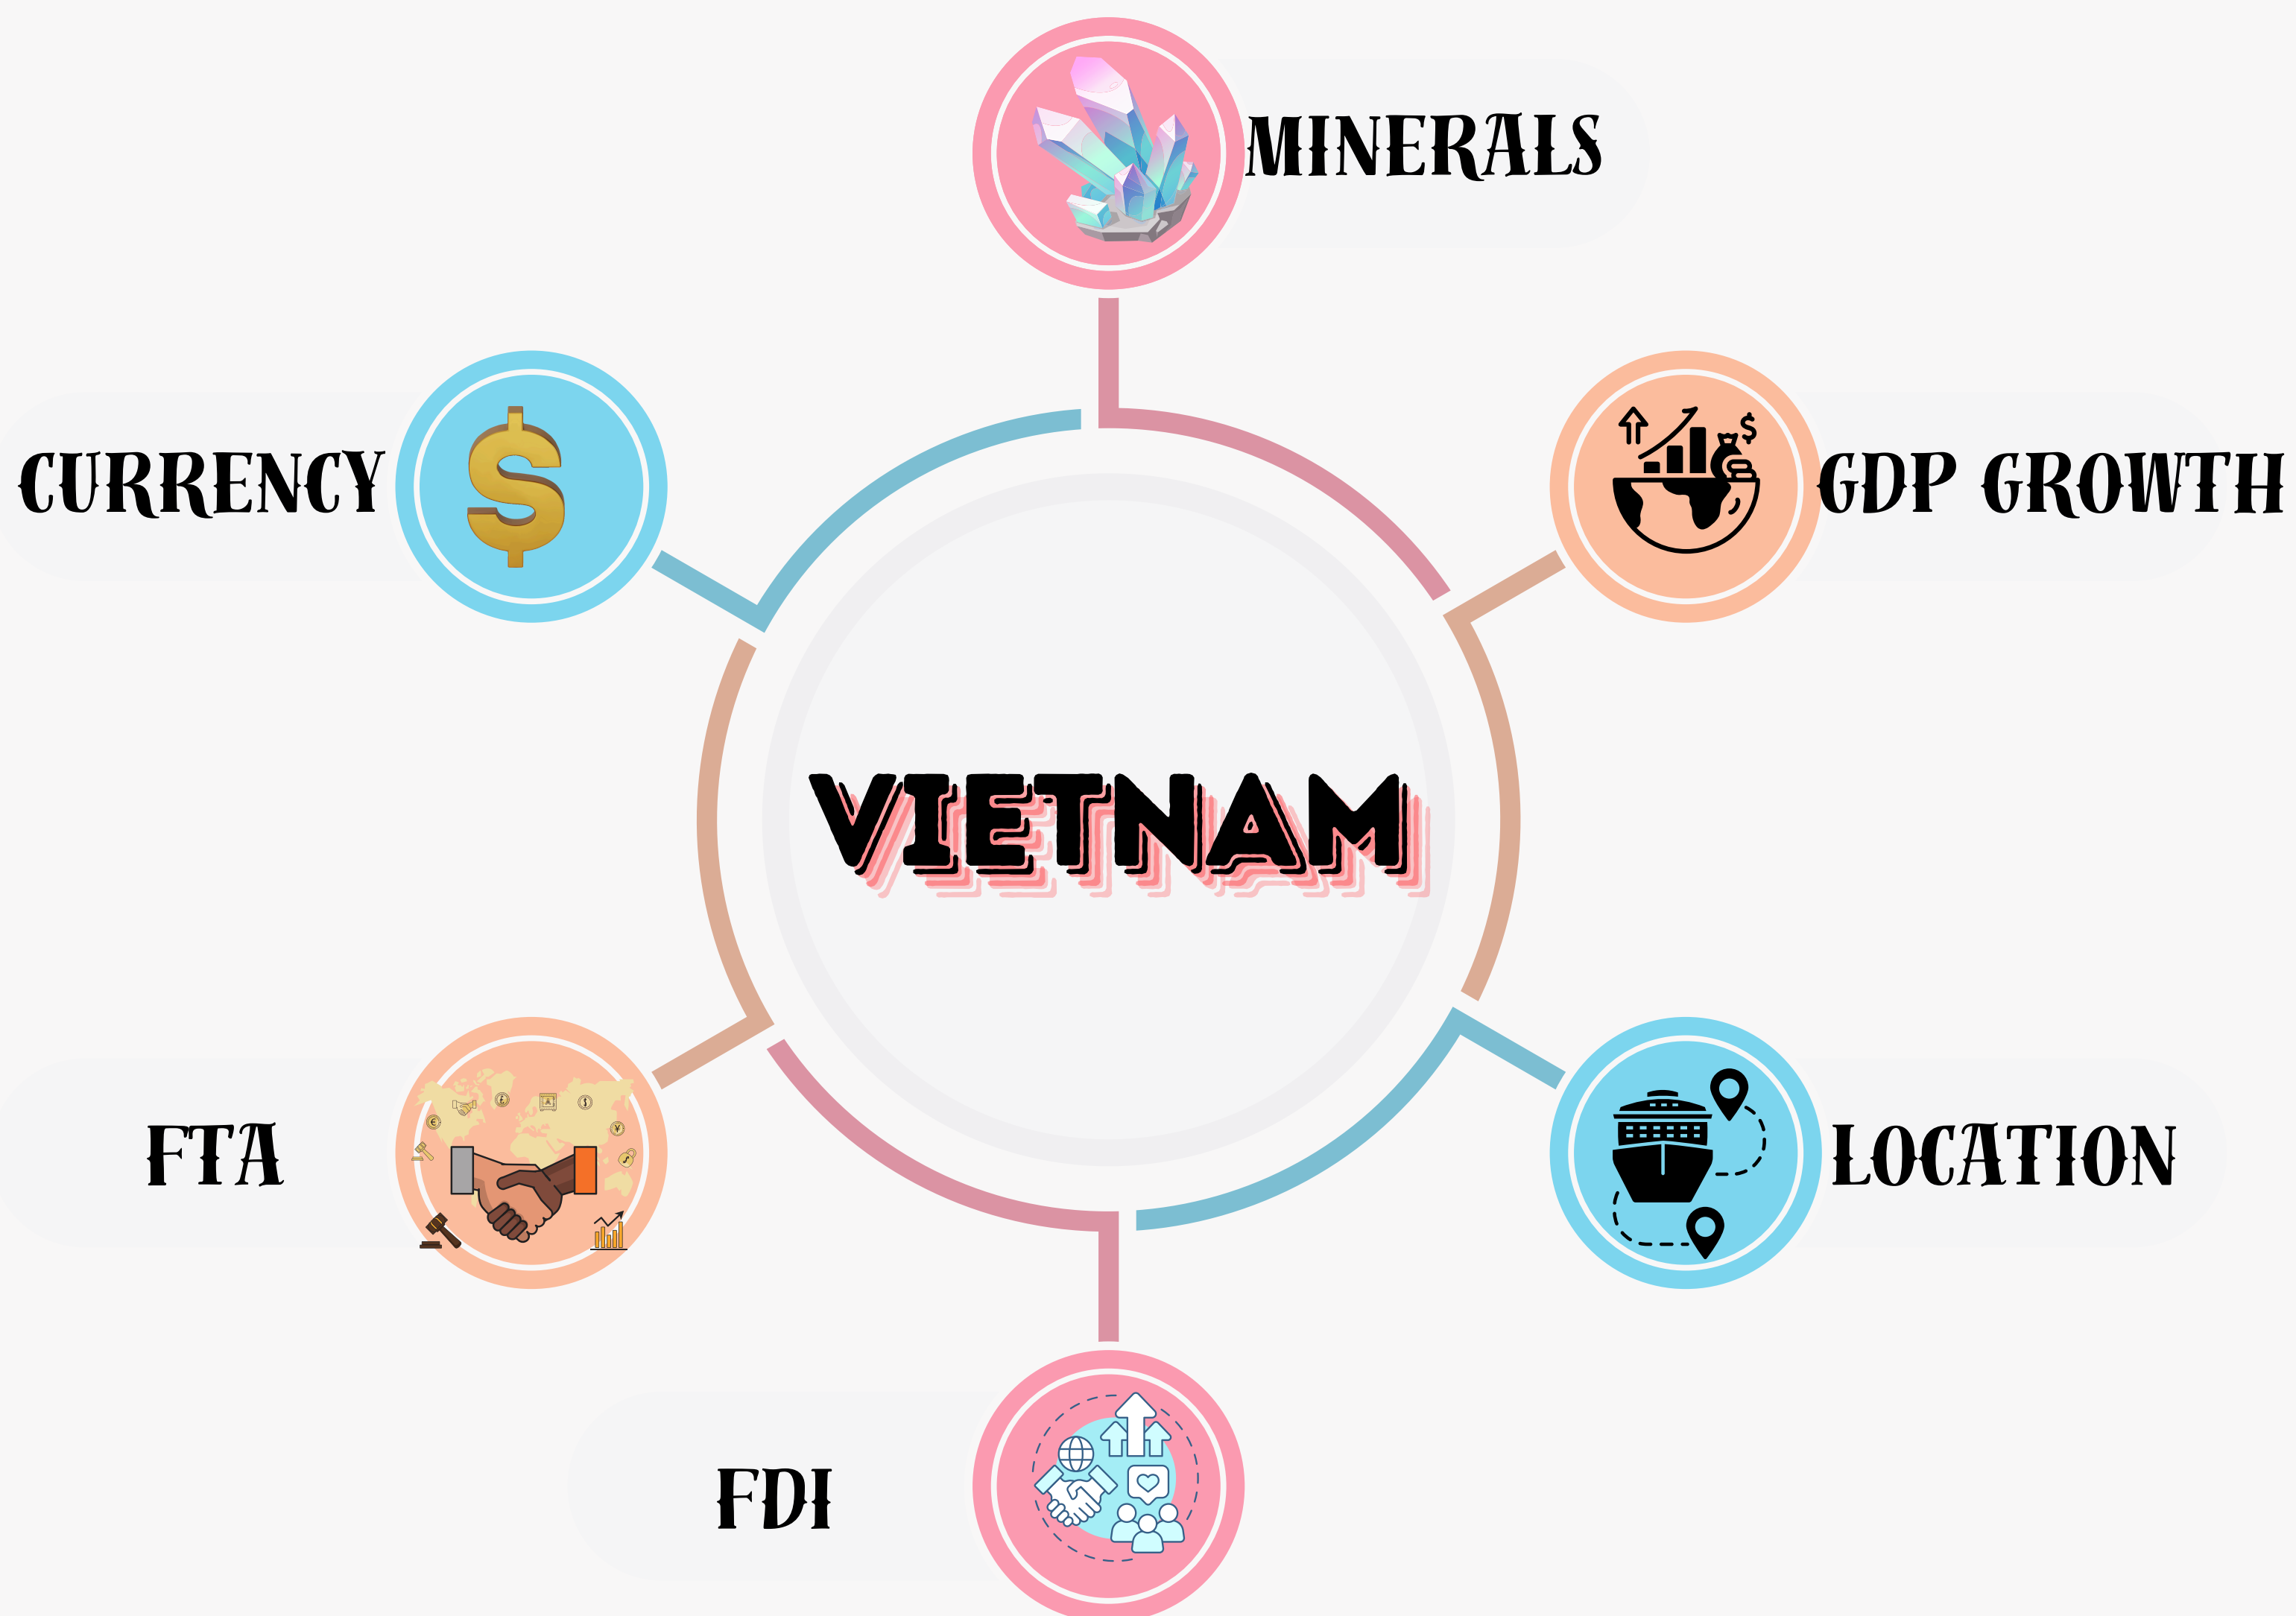 MINERALS
CURRENCY
GDP GROWTH
VIETNAM
FTA
LOCATION
FDI